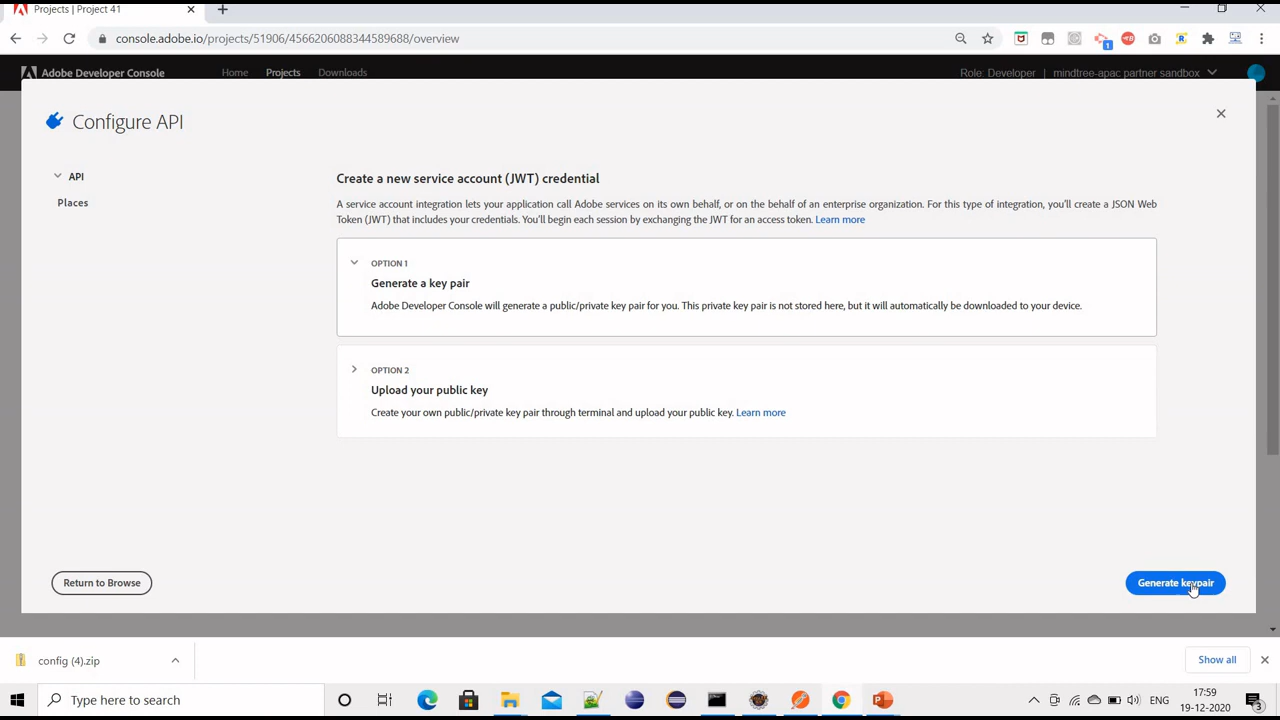 Projects | Project 41
console.adobe.io/projects/51906/4566206088344589688/overview
1
Adobe Developer Console
Home
Projects
Downloads
Role: Developer | mindtree-apac partner sandbox
Configure API
API
Places
Create a new service account (JWT) credential
A service account integration lets your application call Adobe services on its own behalf, or on the behalf of an enterprise organization. For this type of integration, you'll create a JSON Web
Token (JWT) that includes your credentials. You'll begin each session by exchanging the JWT for an access token. Learn more
OPTION 1
Generate a key pair
Adobe Developer Console will generate a public/private key pair for you. This private key pair is not stored here, but it will automatically be downloaded to your device.
OPTION 2
Upload your public key
Create your own public/private key pair through terminal and upload your public key. Learn more
Return to Browse
Generate keypair
config (4).zip
Show all
Type here to search
ENG
17:59
19-12-2020
3